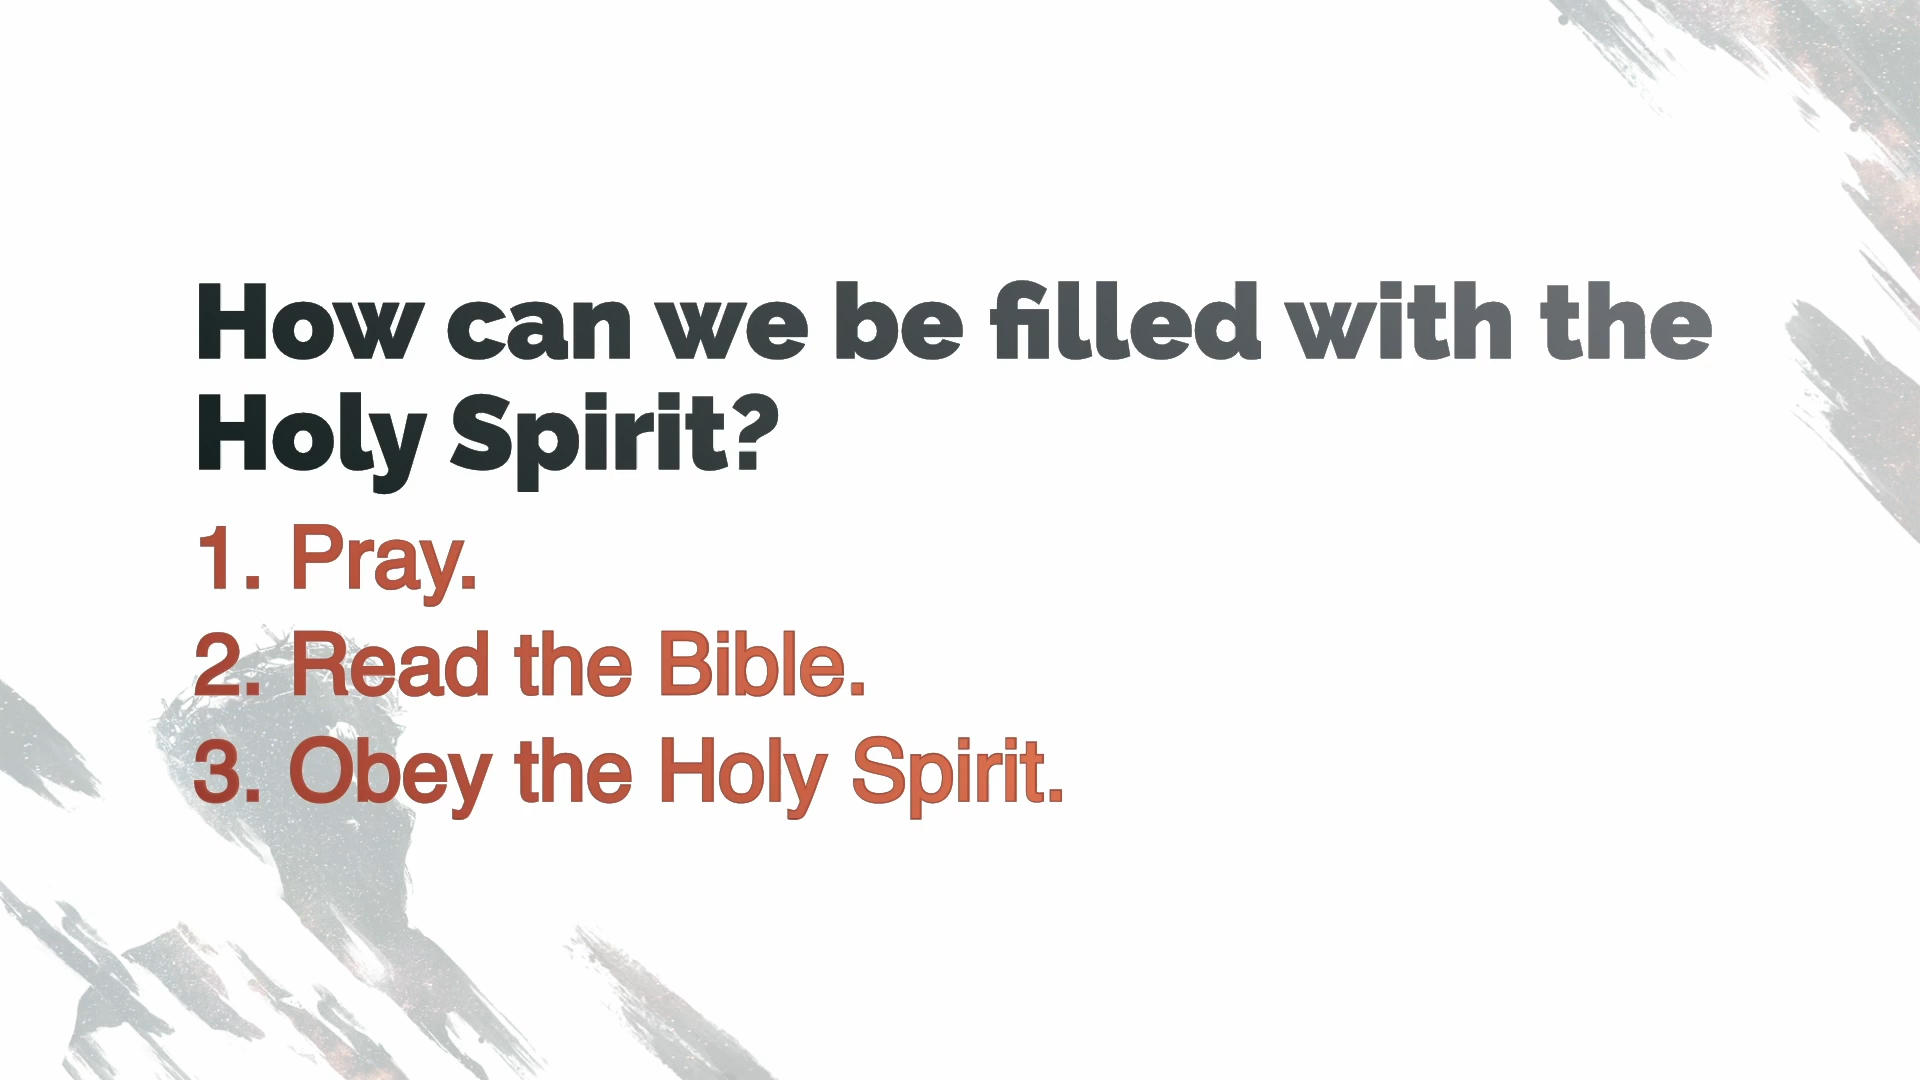 How can we be filled with the
Holy Spirit?
1. Pray.
2. Read the Bible.
3. Obey the Holy Spirit.